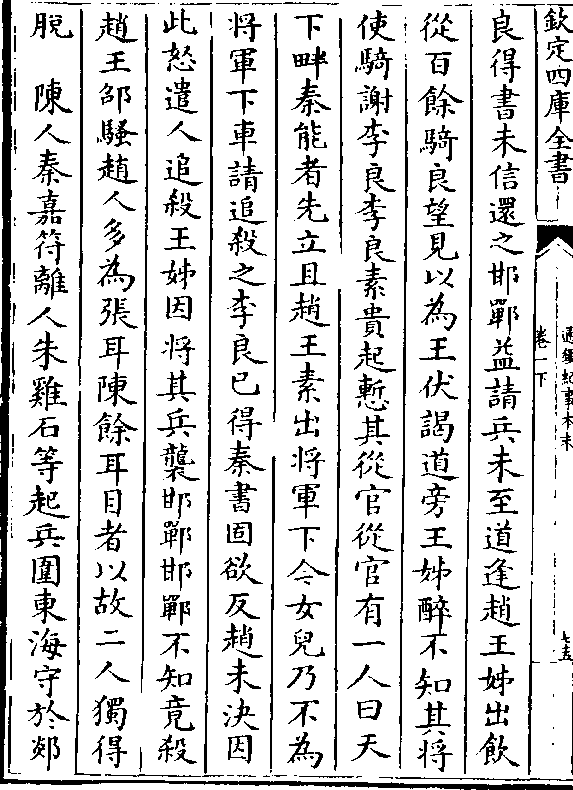 欽定四庫全書
通鑑紀事本末
卷一下
七五
良得書未信還之邯鄲益請兵未至道逢趙王姊出飲
從百餘騎良望見以為王伏謁道旁王姊醉不知其將
使騎謝李良李良素貴起慙其從官從官有一人曰天
下畔秦能者先立且趙王素出將軍下今女兒乃不為
將軍下車請追殺之李良已得秦書固欲反趙未決因
此怒遣人追殺王姊因將其兵襲邯鄲邯鄲不知竟殺
趙王邵騷趙人多為張耳陳餘耳目者以故二人獨得
脫　陳人秦嘉符離人朱雞石等起兵圍東海守於郯